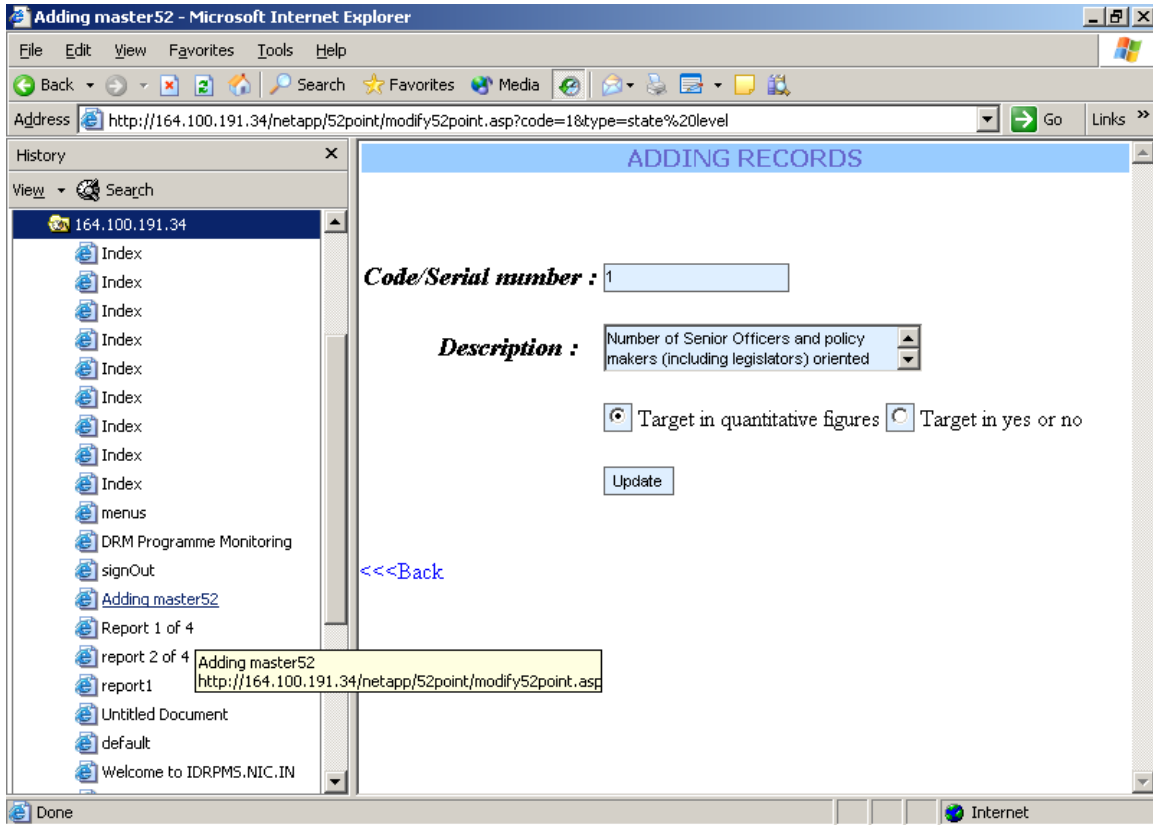 Adding master52 - Microsoft Internet Explorer
File Edit View Favorites Tools Help
Back Search Favorites Media
Address http://164.100.191.34/netapp/52point/modify52point.asp?code=1&type=state%20level Go Links »
History
View Search
164.100.191.34
Index
Index
Index
Index
Index
Index
Index
Index
Index
menus
DRM Programme Monitoring
signOut
Adding master52
Report 1 of 4
report 2 of 4
report1
Untitled Document
default
Welcome to IDRPMS.NIC.IN
Adding master52
http://164.100.191.34/netapp/52point/modify52point.asp
ADDING RECORDS
Code/Serial number : 1
Description : Number of Senior Officers and policy
makers (including legislators) oriented
Target in quantitative figures Target in yes or no
Update
<<<Back
Done Internet